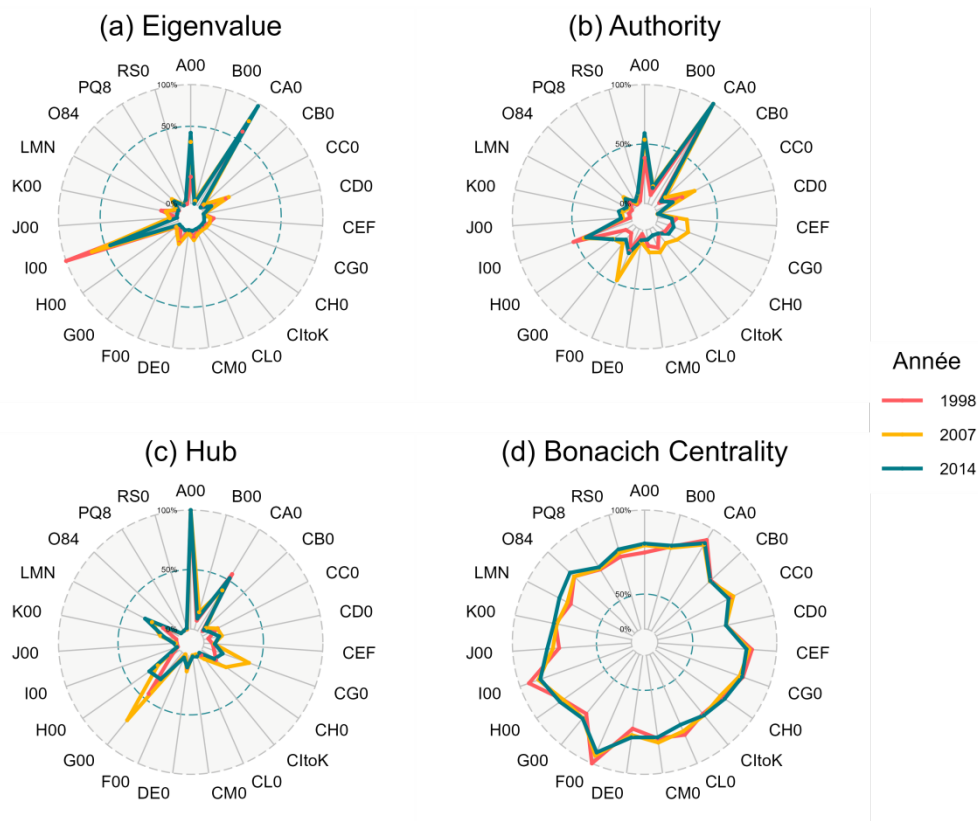 (a) Eigenvalue
A00
B00
CA0
CB0
CC0
CD0
CEF
CG0
CH0
CItoK
CL0
CM0
DE0
F00
G00
H00
I00
J00
K00
LMN
O84
PQ8
RS0
100%
50%
0%
(b) Authority
A00
B00
CA0
CB0
CC0
CD0
CEF
CG0
CH0
CItoK
CL0
CM0
DE0
F00
G00
H00
I00
J00
K00
LMN
O84
PQ8
RS0
100%
50%
0%
Année
1998
2007
2014
(c) Hub
A00
B00
CA0
CB0
CC0
CD0
CEF
CG0
CH0
CItoK
CL0
CM0
DE0
F00
G00
H00
I00
J00
K00
LMN
O84
PQ8
RS0
100%
50%
0%
(d) Bonacich Centrality
A00
B00
CA0
CB0
CC0
CD0
CEF
CG0
CH0
CItoK
CL0
CM0
DE0
F00
G00
H00
I00
J00
K00
LMN
O84
PQ8
RS0
100%
50%
0%